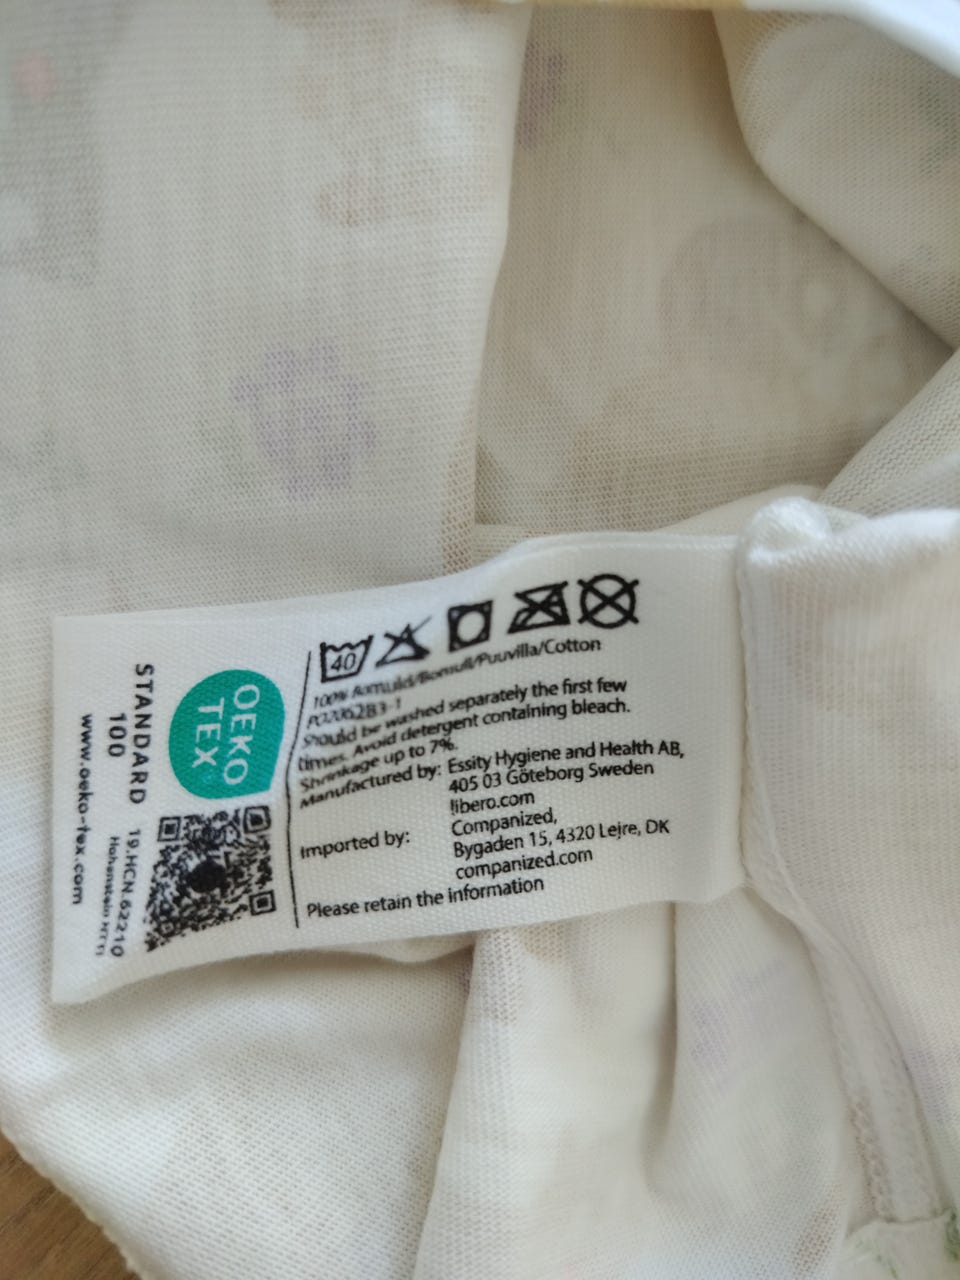 40
100% Bomuld/Bomull/Puuvilla/Cotton
Should be washed separately the first few
times. Avoid detergent containing bleach.
Shrinkage up to 7%.
Manufactured by: Essity Hygiene and Health AB,
405 03 Göteborg Sweden
libero.com
Imported by: Companized,
Bygaden 15, 4320 Lejre, DK
companized.com
Please retain the information
OEKO
TEX®
STANDARD
100
19.HCN.62210
Hohenstein HTTI
www.oeko-tex.com